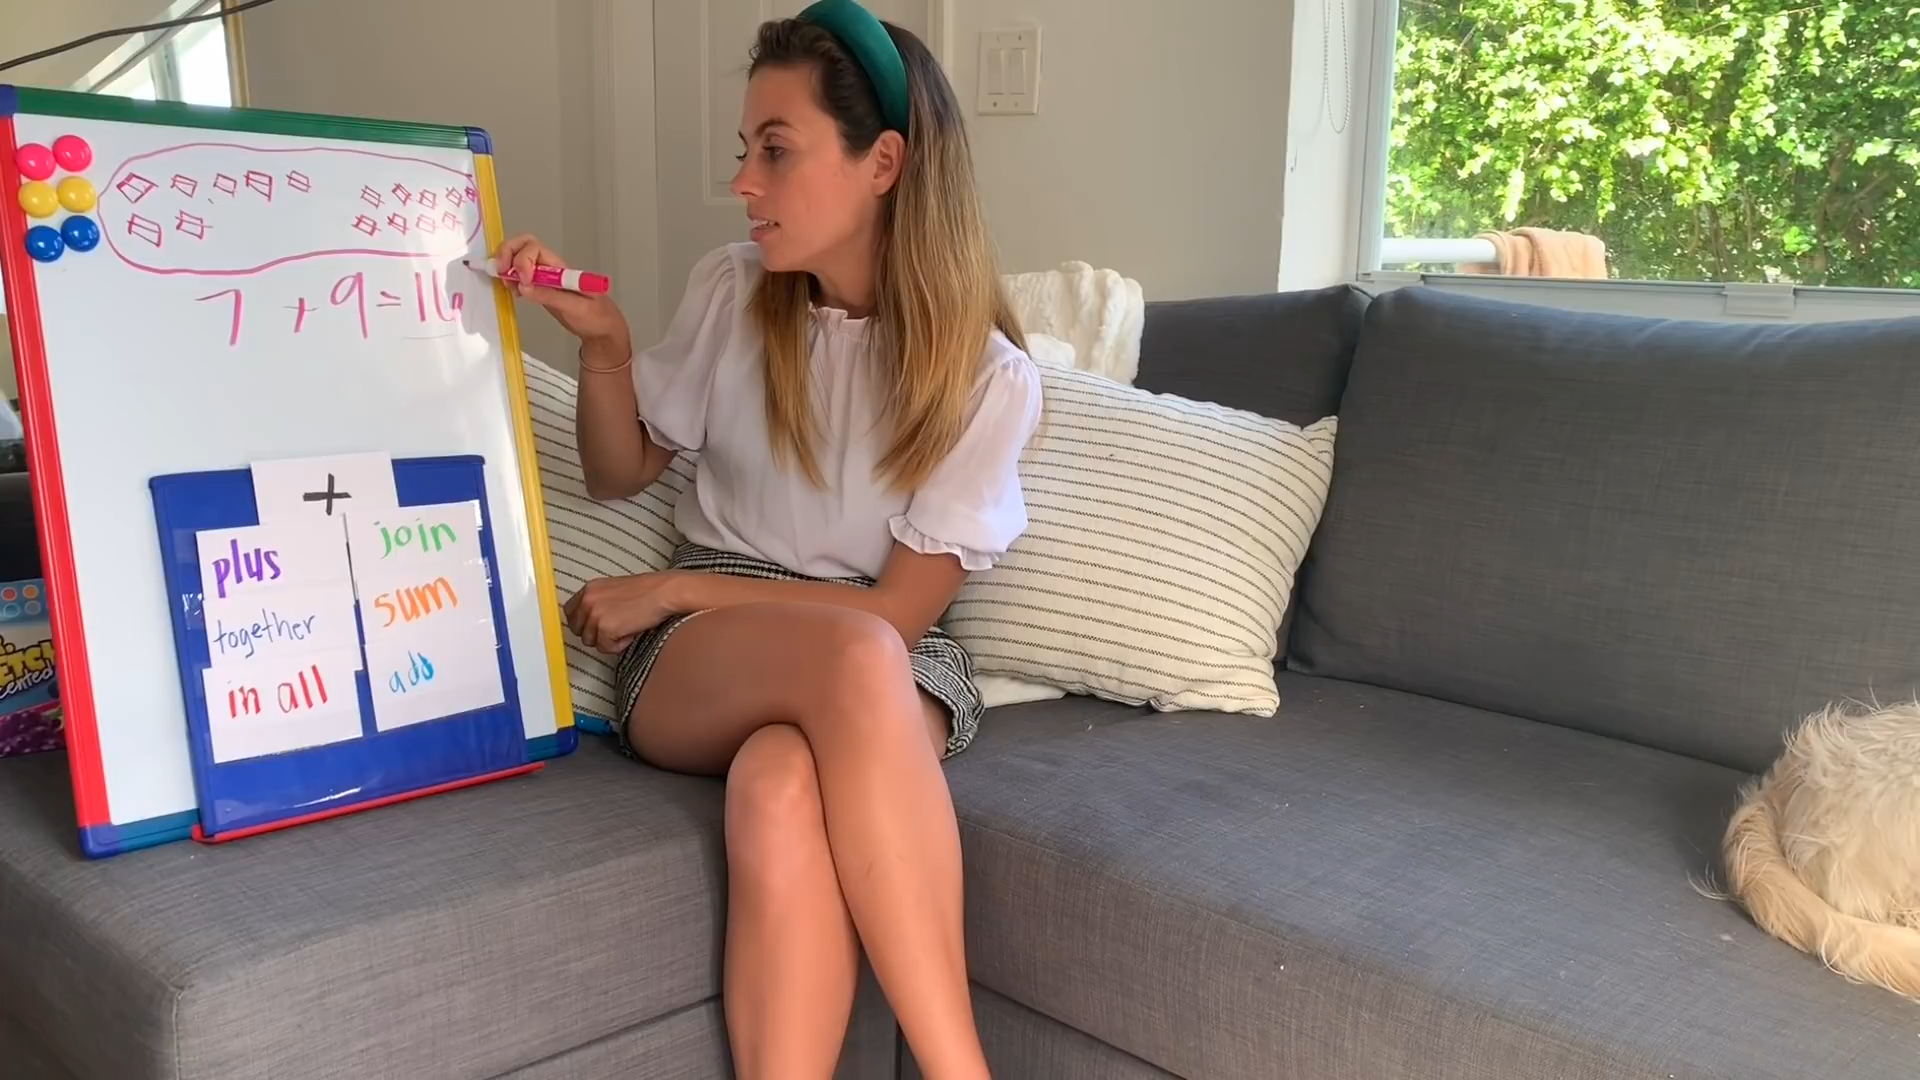 7 + 9 = 16
+
plus
join
together
sum
in all
add